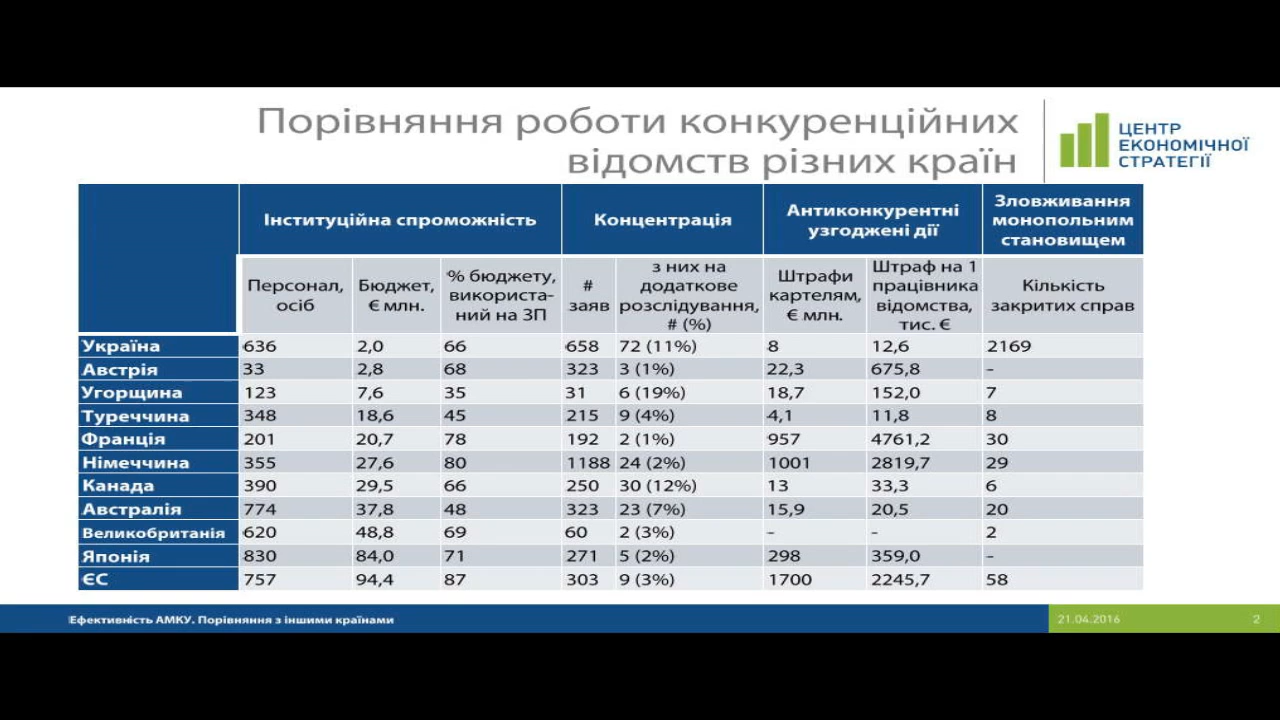 Порівняння роботи конкуренційних
відомств різних країн
ЦЕНТР
ЕКОНОМІЧНОЇ
СТРАТЕГІЇ
Інституційна спроможність Концентрація Антиконкурентні узгоджені дії Зловживання монопольним становищем
Персонал, осіб Бюджет, € млн. % бюджету, використа-ний на ЗП # заяв з них на додаткове розслідування, # (%) Штрафи картелям, € млн. Штраф на 1 працівника відомства, тис. € Кількість закритих справ
Україна 636 2,0 66 658 72 (11%) 8 12,6 2169
Австрія 33 2,8 68 323 3 (1%) 22,3 675,8 -
Угорщина 123 7,6 35 31 6 (19%) 18,7 152,0 7
Туреччина 348 18,6 45 215 9 (4%) 4,1 11,8 8
Франція 201 20,7 78 192 2 (1%) 957 4761,2 30
Німеччина 355 27,6 80 1188 24 (2%) 1001 2819,7 29
Канада 390 29,5 66 250 30 (12%) 13 33,3 6
Австралія 774 37,8 48 323 23 (7%) 15,9 20,5 20
Великобританія 620 48,8 69 60 2 (3%) - - 2
Японія 830 84,0 71 271 5 (2%) 298 359,0 -
ЄС 757 94,4 87 303 9 (3%) 1700 2245,7 58
Ефективність АМКУ. Порівняння з іншими країнами 21.04.2016 2